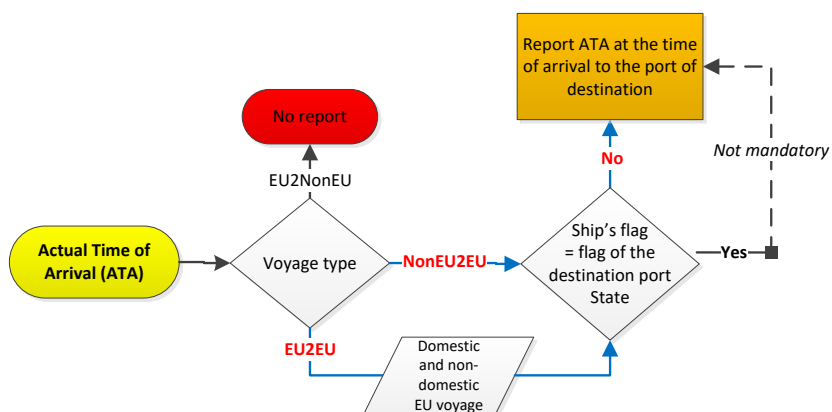 Report ATA at the time
of arrival to the port of
destination
No report
Not mandatory
No
EU2NonEU
Actual Time of
Arrival (ATA)
Voyage type
NonEU2EU
Ship's flag
= flag of the
destination port
State
Yes
EU2EU
Domestic
and non-
domestic
EU voyage